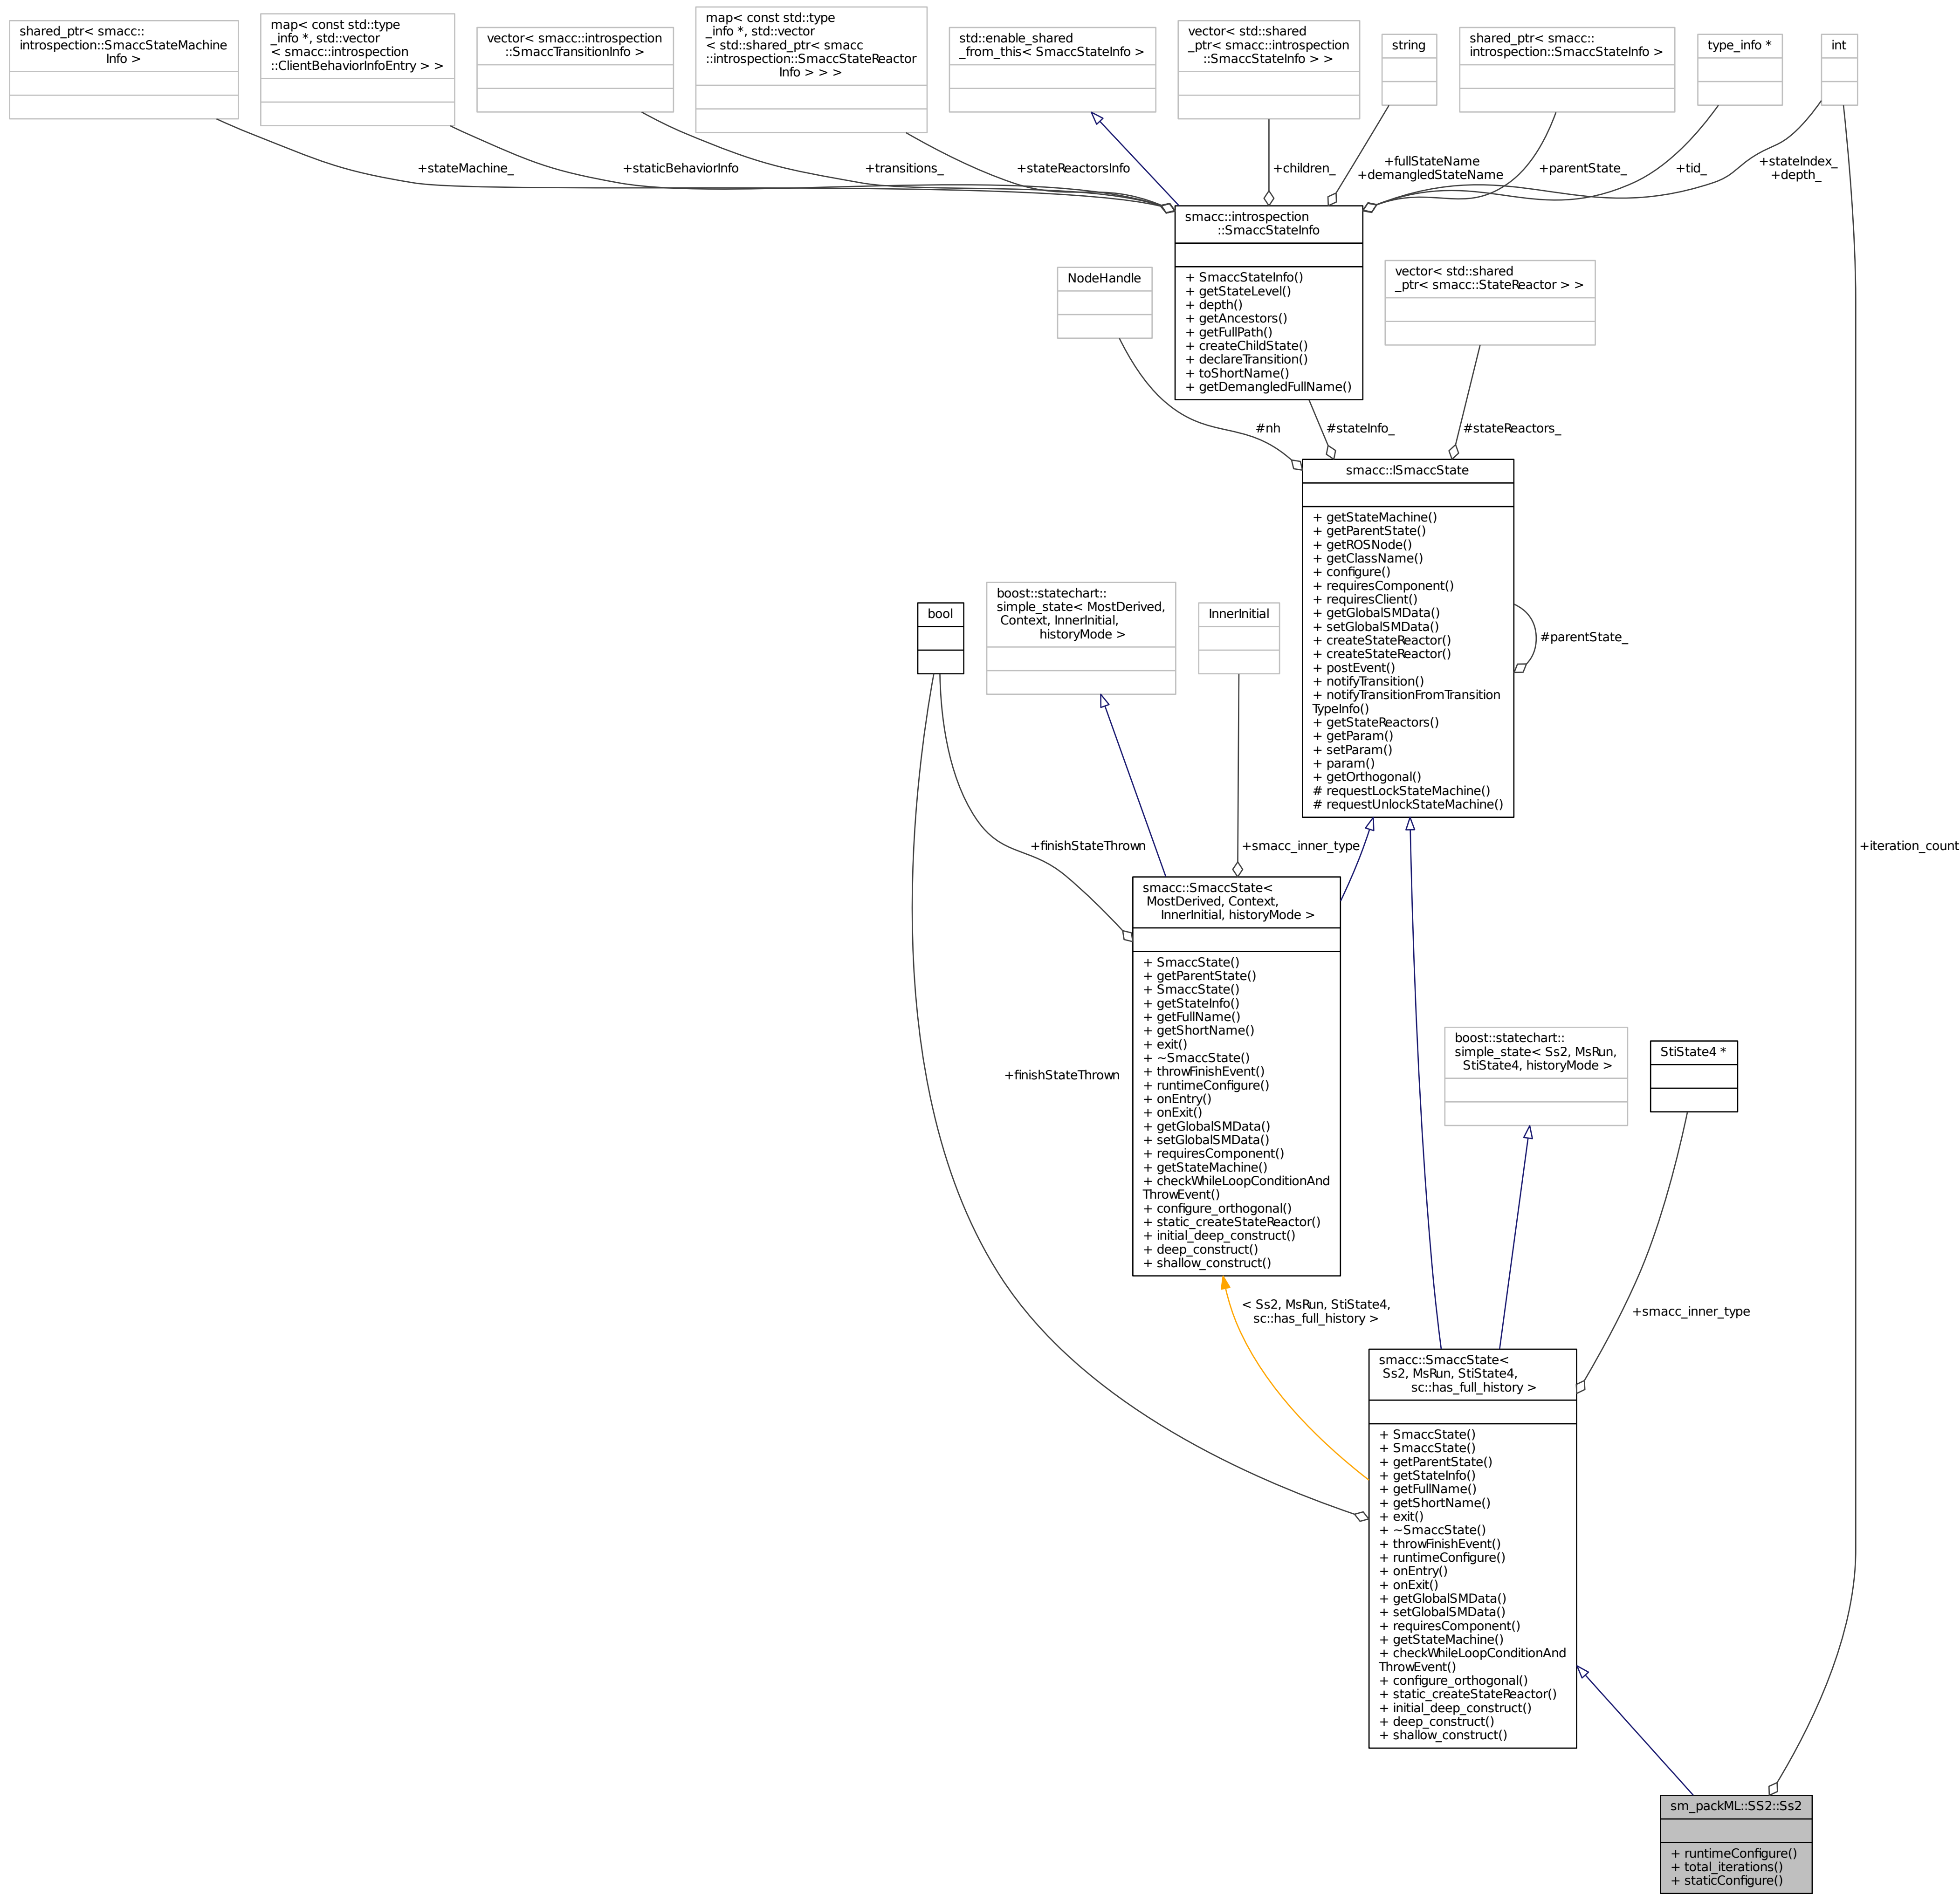 shared_ptr< smacc::
introspection::SmaccStateMachine
Info >
map< const std::type
_info *, std::vector
< smacc::introspection
::ClientBehaviorInfoEntry > >
vector< smacc::introspection
::SmaccTransitionInfo >
map< const std::type
_info *, std::vector
< std::shared_ptr< smacc
::introspection::SmaccStateReactor
Info > > >
std::enable_shared
_from_this< SmaccStateInfo >
vector< std::shared
_ptr< smacc::introspection
::SmaccStateInfo > >
string
shared_ptr< smacc::
introspection::SmaccStateInfo >
type_info *
int
+stateMachine_
+staticBehaviorInfo
+transitions_
+stateReactorsInfo
+children_
+fullStateName
+demangledStateName
+parentState_
+tid_
+stateIndex_
+depth_
smacc::introspection
::SmaccStateInfo
+ SmaccStateInfo()
+ getStateLevel()
+ depth()
+ getAncestors()
+ getFullPath()
+ createChildState()
+ declareTransition()
+ toShortName()
+ getDemangledFullName()
NodeHandle
vector< std::shared
_ptr< smacc::StateReactor > >
#nh
#stateInfo_
#stateReactors_
smacc::ISmaccState
+ getStateMachine()
+ getParentState()
+ getROSNode()
+ getClassName()
+ configure()
+ requiresComponent()
+ requiresClient()
+ getGlobalSMData()
+ setGlobalSMData()
+ createStateReactor()
+ createStateReactor()
+ postEvent()
+ notifyTransition()
+ notifyTransitionFromTransition
TypeInfo()
+ getStateReactors()
+ getParam()
+ setParam()
+ param()
+ getOrthogonal()
# requestLockStateMachine()
# requestUnlockStateMachine()
#parentState_
bool
boost::statechart::
simple_state< MostDerived,
Context, InnerInitial,
historyMode >
InnerInitial
+finishStateThrown
+smacc_inner_type
+iteration_count
smacc::SmaccState<
MostDerived, Context,
InnerInitial, historyMode >
+ SmaccState()
+ getParentState()
+ SmaccState()
+ getStateInfo()
+ getFullName()
+ getShortName()
+ exit()
+ ~SmaccState()
+ throwFinishEvent()
+ runtimeConfigure()
+ onEntry()
+ onExit()
+ getGlobalSMData()
+ setGlobalSMData()
+ requiresComponent()
+ getStateMachine()
+ checkWhileLoopConditionAnd
ThrowEvent()
+ configure_orthogonal()
+ static_createStateReactor()
+ initial_deep_construct()
+ deep_construct()
+ shallow_construct()
+finishStateThrown
boost::statechart::
simple_state< Ss2, MsRun,
StiState4, historyMode >
StiState4 *
< Ss2, MsRun, StiState4,
sc::has_full_history >
+smacc_inner_type
smacc::SmaccState<
Ss2, MsRun, StiState4,
sc::has_full_history >
+ SmaccState()
+ SmaccState()
+ getParentState()
+ getStateInfo()
+ getFullName()
+ getShortName()
+ exit()
+ ~SmaccState()
+ throwFinishEvent()
+ runtimeConfigure()
+ onEntry()
+ onExit()
+ getGlobalSMData()
+ setGlobalSMData()
+ requiresComponent()
+ getStateMachine()
+ checkWhileLoopConditionAnd
ThrowEvent()
+ configure_orthogonal()
+ static_createStateReactor()
+ initial_deep_construct()
+ deep_construct()
+ shallow_construct()
sm_packML::SS2::Ss2
+ runtimeConfigure()
+ total_iterations()
+ staticConfigure()